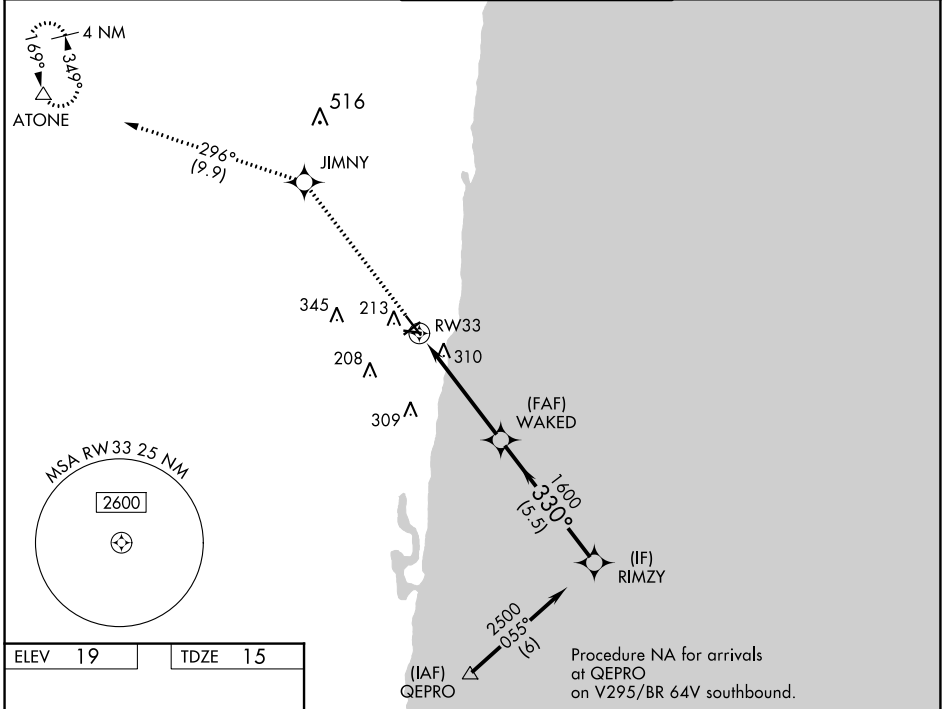 4 NM
169°
349°
ATONE
516
296°
(9.9)
JIMNY
345
213
RW33
310
208
309
(FAF)
WAKED
MSA RW33 25 NM
2600
1600
330°
(5.5)
(IF)
RIMZY
2500
055°
(6)
(IAF)
QEPRO
Procedure NA for arrivals
at QEPRO
on V295/BR 64V southbound.
ELEV 19
TDZE 15